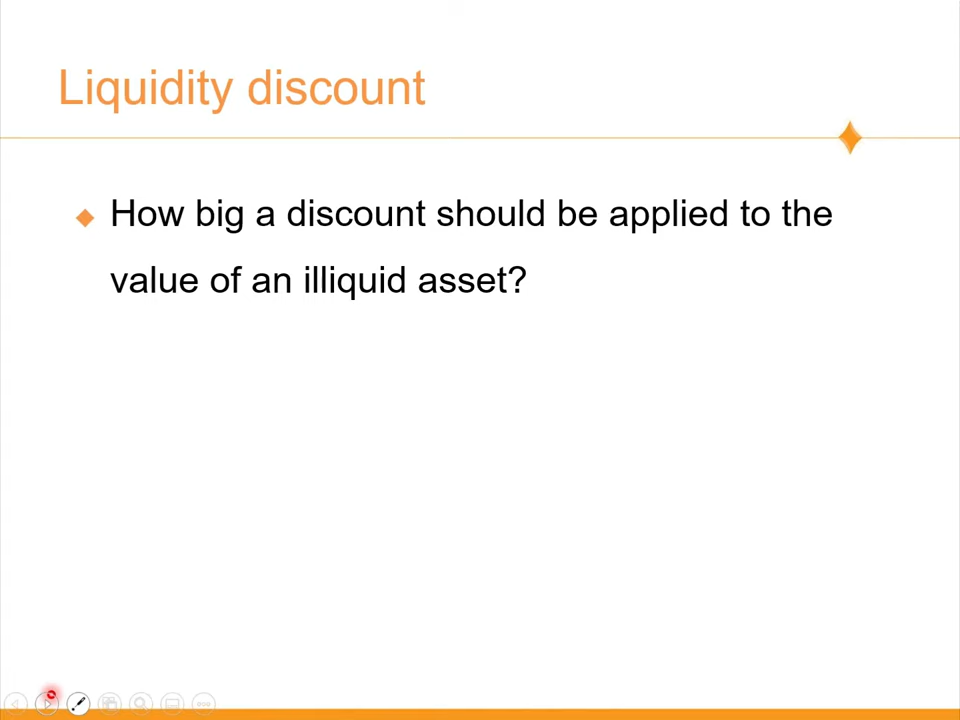 Liquidity discount
How big a discount should be applied to the
value of an illiquid asset?